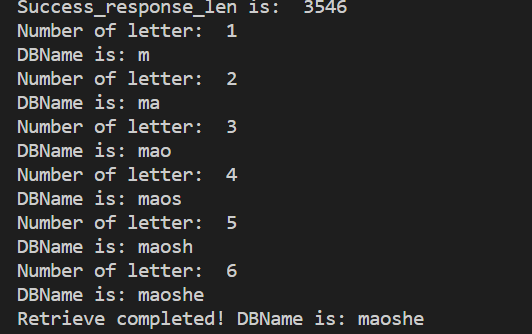 Success_response_len is:  3546
Number of letter:  1
DBName is: m
Number of letter:  2
DBName is: ma
Number of letter:  3
DBName is: mao
Number of letter:  4
DBName is: maos
Number of letter:  5
DBName is: maosh
Number of letter:  6
DBName is: maoshe
Retrieve completed! DBName is: maoshe